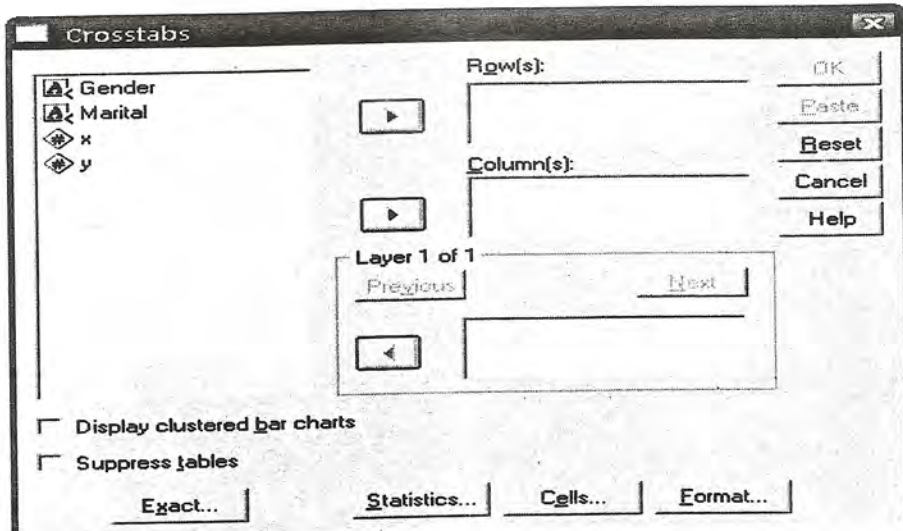 Crosstabs
Gender
Marital
x
y
Row(s):
Column(s):
Layer 1 of 1
Previous
Next
OK
Paste
Reset
Cancel
Help
Display clustered bar charts
Suppress tables
Exact...
Statistics...
Cells...
Format...